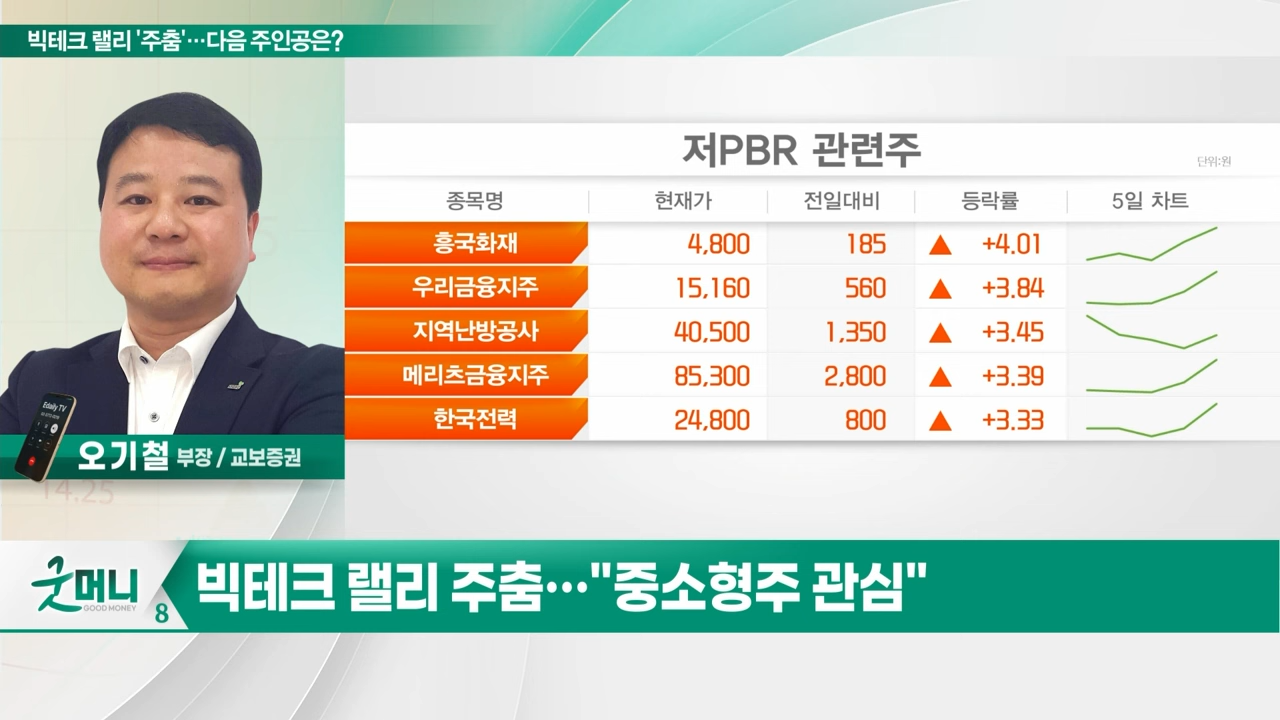 빅테크 랠리 '주춤'…다음 주인공은?
저PBR 관련주
단위:원
종목명 현재가 전일대비 등락률 5일 차트
흥국화재 4,800 185 ▲ +4.01
우리금융지주 15,160 560 ▲ +3.84
지역난방공사 40,500 1,350 ▲ +3.45
메리츠금융지주 85,300 2,800 ▲ +3.39
한국전력 24,800 800 ▲ +3.33
Edaily TV
오기철 부장 / 교보증권
14.25
굿머니
GOOD MONEY
8
빅테크 랠리 주춤…"중소형주 관심"